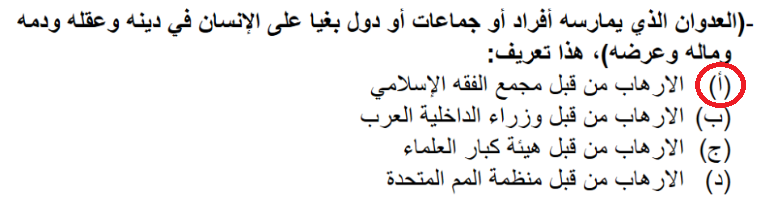 -(العدوان الذي يمارسه أفراد أو جماعات أو دول بغيا على الإنسان في دينه وعقله ودمه
وماله وعرضه)، هذا تعريف:
(أ) الارهاب من قبل مجمع الفقه الإسلامي
(ب) الارهاب من قبل وزراء الداخلية العرب
(ج) الارهاب من قبل هيئة كبار العلماء
(د) الارهاب من قبل منظمة المم المتحدة